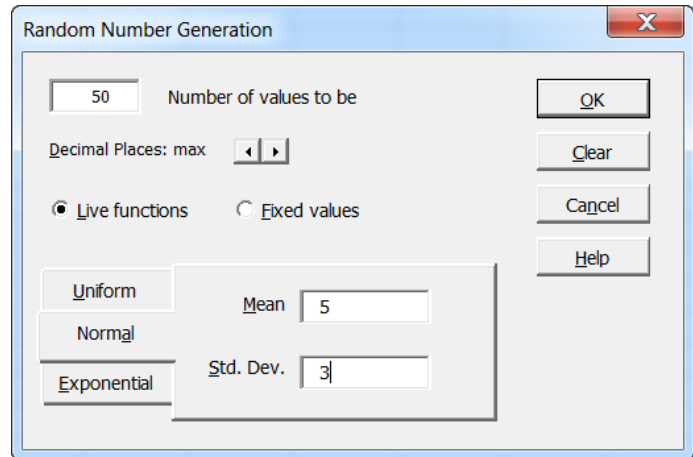 Random Number Generation
X
50 Number of values to be
OK
Decimal Places: max
Clear
Live functions Fixed values
Cancel
Help
Uniform
Mean 5
Normal
Std. Dev. 3
Exponential